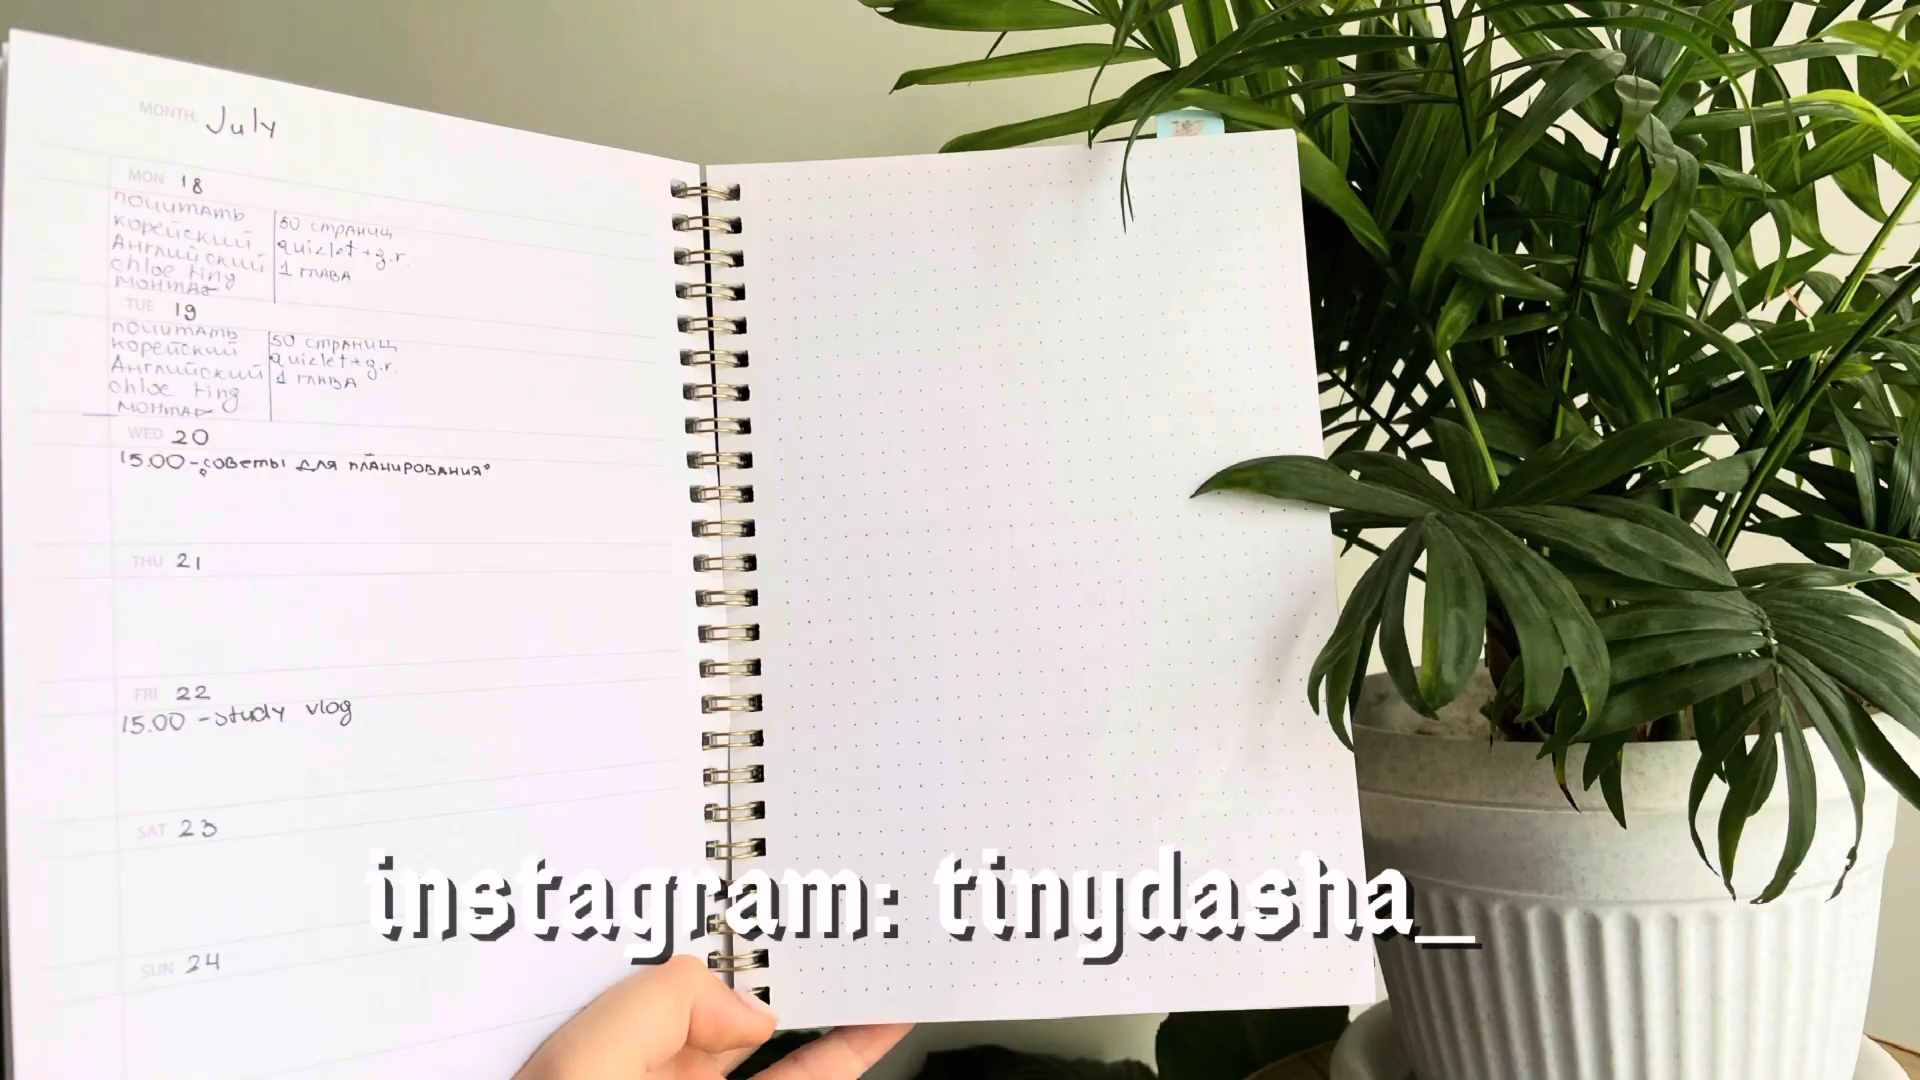 MONTH: July
MON 18
почитать | 50 страниц
корейский | quizlet + g.r.
Английский | 1 глава
chloe ting
монтаж
TUE 19
почитать | 50 страниц
корейский | quizlet + g.r.
Английский | 1 глава
chloe ting
монтаж
WED 20
15.00 - „советы для планирования"
THU 21
FRI 22
15.00 - study vlog
SAT 23
SUN 24
instagram: tinydasha_